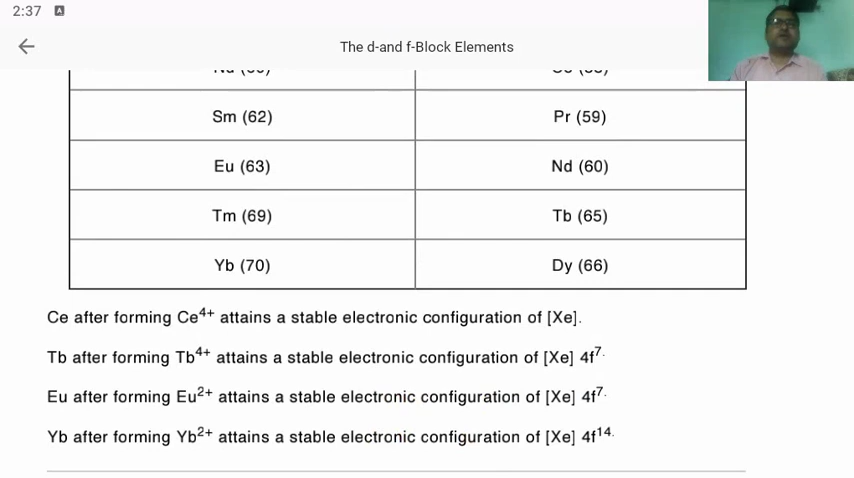 2:37 A
The d-and f-Block Elements
Sm (62) Pr (59)
Eu (63) Nd (60)
Tm (69) Tb (65)
Yb (70) Dy (66)
Ce after forming Ce⁴⁺ attains a stable electronic configuration of [Xe].
Tb after forming Tb⁴⁺ attains a stable electronic configuration of [Xe] 4f⁷.
Eu after forming Eu²⁺ attains a stable electronic configuration of [Xe] 4f⁷.
Yb after forming Yb²⁺ attains a stable electronic configuration of [Xe] 4f¹⁴.